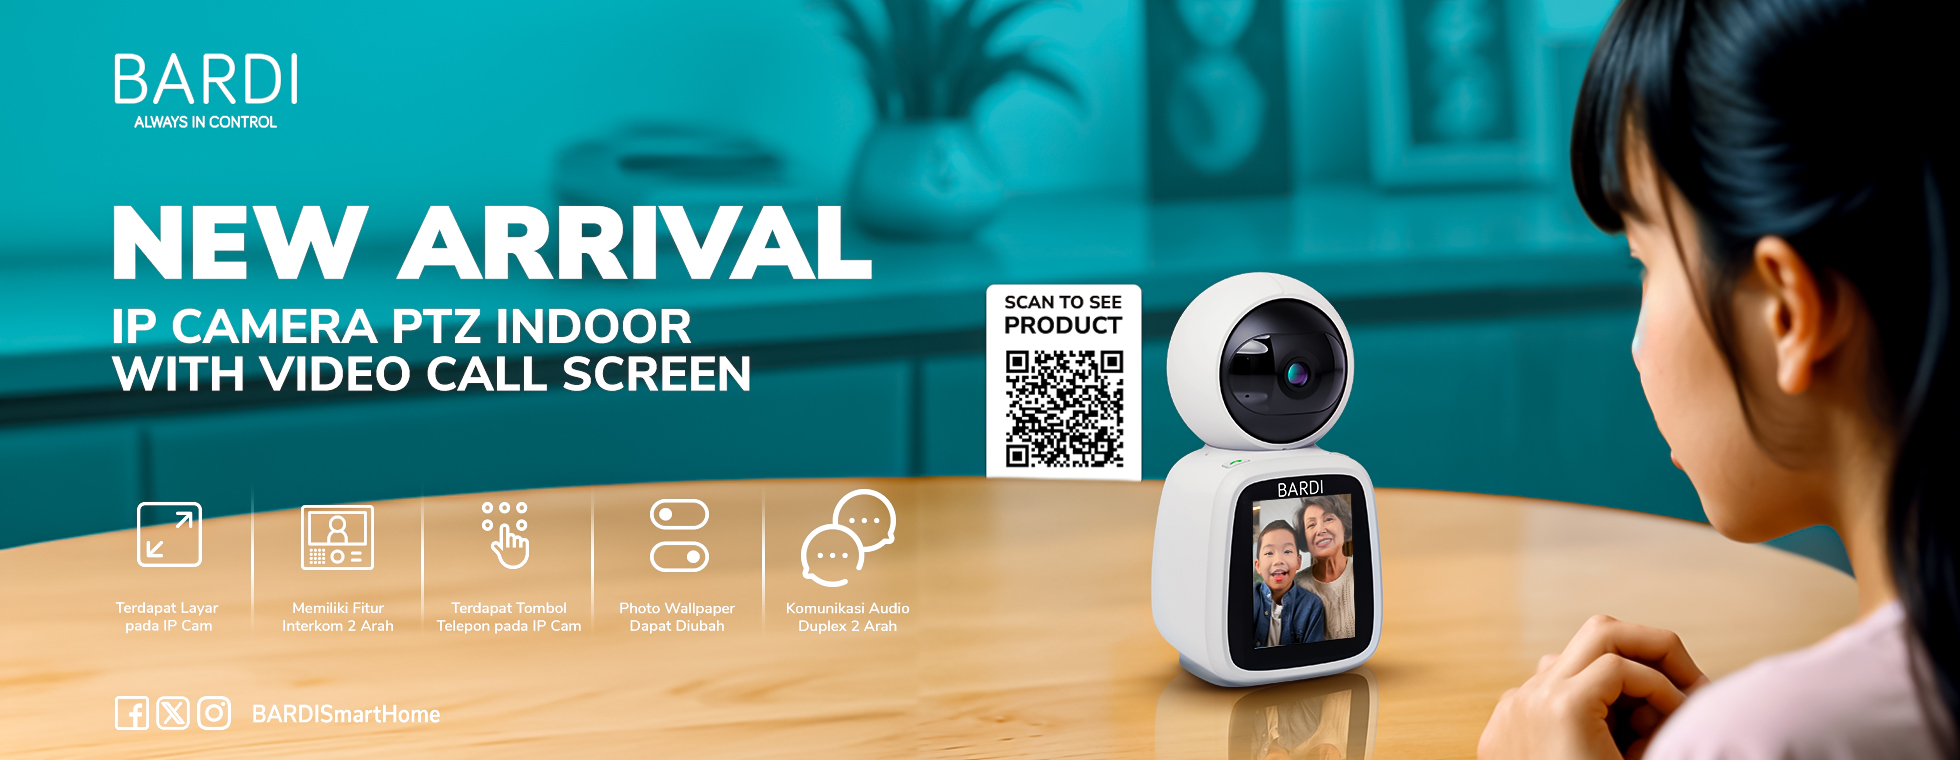 BARDI
ALWAYS IN CONTROL
NEW ARRIVAL
IP CAMERA PTZ INDOOR
WITH VIDEO CALL SCREEN
SCAN TO SEE
PRODUCT
BARDI
Terdapat Layar
pada IP Cam
Memiliki Fitur
Interkom 2 Arah
Terdapat Tombol
Telepon pada IP Cam
Photo Wallpaper
Dapat Diubah
Komunikasi Audio
Duplex 2 Arah
BARDISmartHome